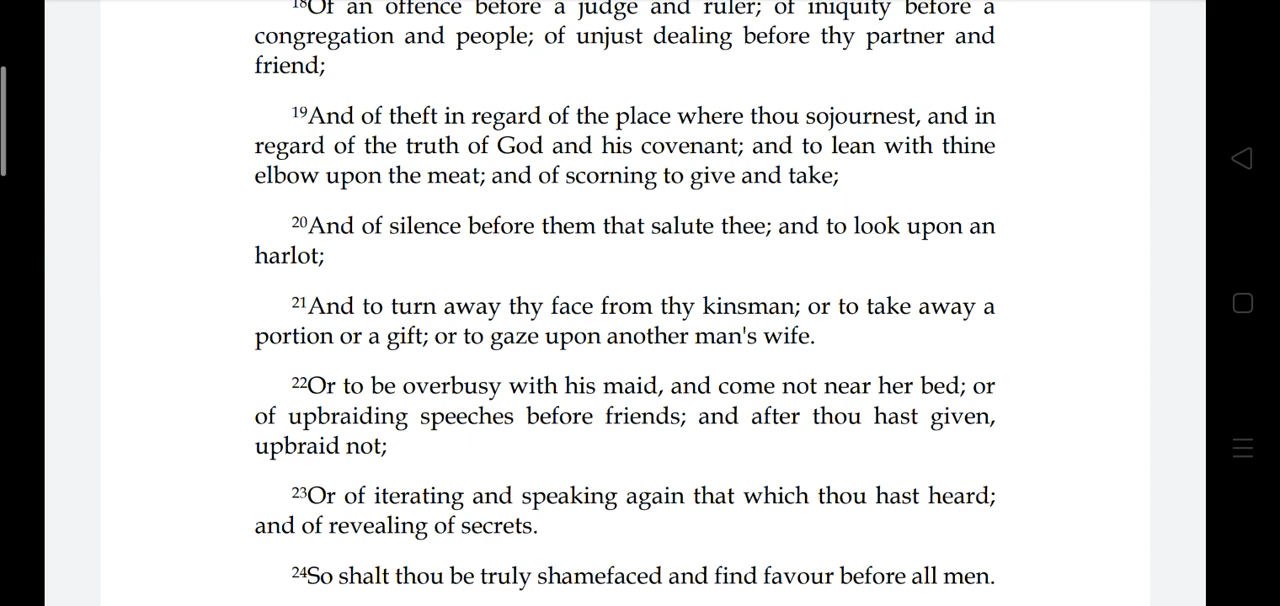 18Of an offence before a judge and ruler; of iniquity before a
congregation and people; of unjust dealing before thy partner and
friend;
19And of theft in regard of the place where thou sojournest, and in
regard of the truth of God and his covenant; and to lean with thine
elbow upon the meat; and of scorning to give and take;
20And of silence before them that salute thee; and to look upon an
harlot;
21And to turn away thy face from thy kinsman; or to take away a
portion or a gift; or to gaze upon another man's wife.
22Or to be overbusy with his maid, and come not near her bed; or
of upbraiding speeches before friends; and after thou hast given,
upbraid not;
23Or of iterating and speaking again that which thou hast heard;
and of revealing of secrets.
24So shalt thou be truly shamefaced and find favour before all men.